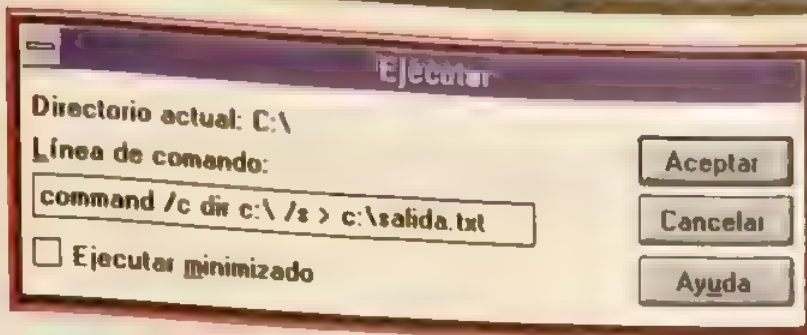 Ejecutar
Directorio actual: C:\
Línea de comando:
command /c dir c:\ /s > c:\salida.txt
Ejecutar minimizado
Aceptar
Cancelar
Ayuda